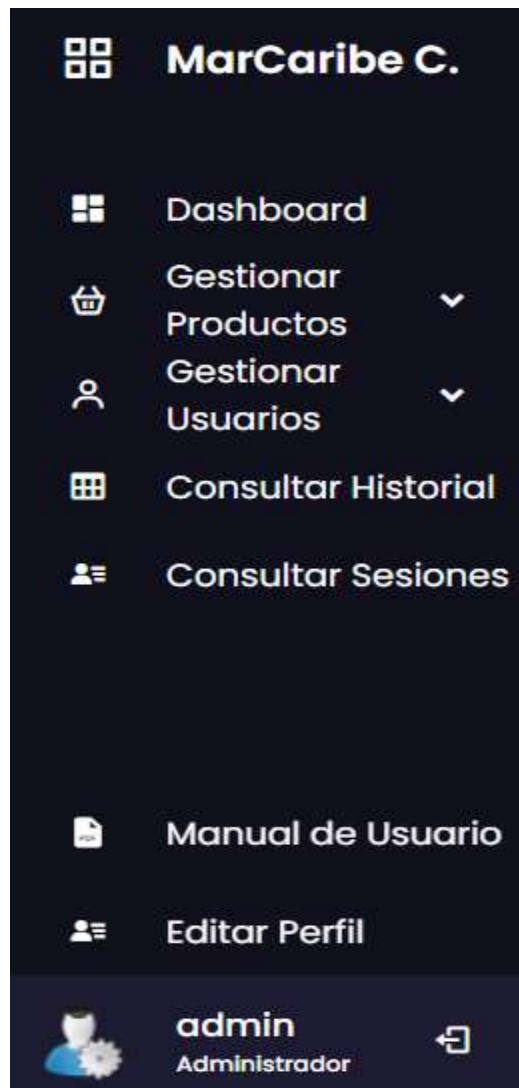 MarCaribe C.
Dashboard
Gestionar
Productos
Gestionar
Usuarios
Consultar Historial
Consultar Sesiones
Manual de Usuario
Editar Perfil
admin
Administrador